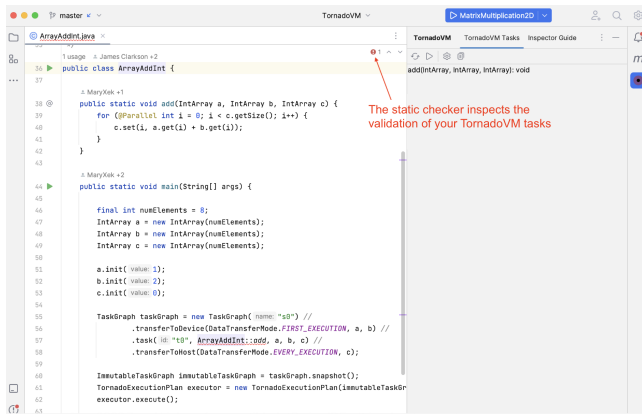 master
TornadoVM
MatrixMultiplication2D
ArrayAddInt.java
TornadoVM TornadoVM Tasks Inspector Guide
1 usage James Clarkson +2
1
36 public class ArrayAddInt {
add(IntArray, IntArray, IntArray): void
37
MaryXek +1
38 @ public static void add(IntArray a, IntArray b, IntArray c) {
39 for (@Parallel int i = 0; i < c.getSize(); i++) {
40 c.set(i, a.get(i) + b.get(i));
41 }
42 }
43
The static checker inspects the
validation of your TornadoVM tasks
MaryXek +2
44 public static void main(String[] args) {
45
46 final int numElements = 8;
47 IntArray a = new IntArray(numElements);
48 IntArray b = new IntArray(numElements);
49 IntArray c = new IntArray(numElements);
50
51 a.init( value: 1);
52 b.init( value: 2);
53 c.init( value: 0);
54
55 TaskGraph taskGraph = new TaskGraph( name: "s0") //
56 .transferToDevice(DataTransferMode.FIRST_EXECUTION, a, b) //
57 .task( id: "t0", ArrayAddInt::add, a, b, c) //
58 .transferToHost(DataTransferMode.EVERY_EXECUTION, c);
59
60 ImmutableTaskGraph immutableTaskGraph = taskGraph.snapshot();
61 TornadoExecutionPlan executor = new TornadoExecutionPlan(immutableTaskGr
62 executor.execute();
63